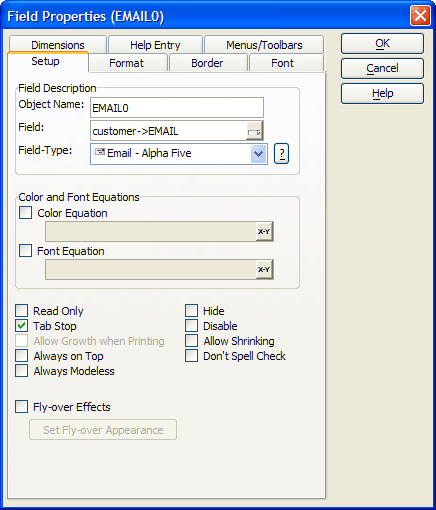 Field Properties (EMAIL0)
Dimensions Help Entry Menus/Toolbars
Setup Format Border Font
OK
Cancel
Help
Field Description
Object Name: EMAIL0
Field: customer->EMAIL
Field-Type: Email - Alpha Five ?
Color and Font Equations
Color Equation
X-Y
Font Equation
X-Y
Read Only Hide
Tab Stop Disable
Allow Growth when Printing Allow Shrinking
Always on Top Don't Spell Check
Always Modeless
Fly-over Effects
Set Fly-over Appearance